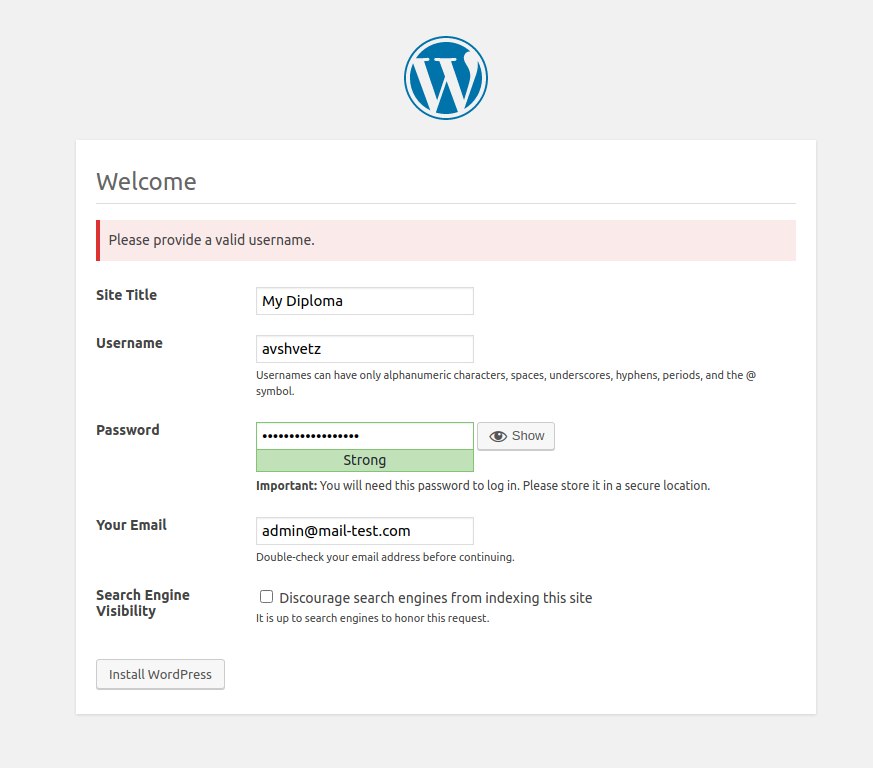 Welcome
Please provide a valid username.
Site Title
My Diploma
Username
avshvetz
Usernames can have only alphanumeric characters, spaces, underscores, hyphens, periods, and the @
symbol.
Password
••••••••••••••••••
Show
Strong
Important: You will need this password to log in. Please store it in a secure location.
Your Email
admin@mail-test.com
Double-check your email address before continuing.
Search Engine
Visibility
Discourage search engines from indexing this site
It is up to search engines to honor this request.
Install WordPress